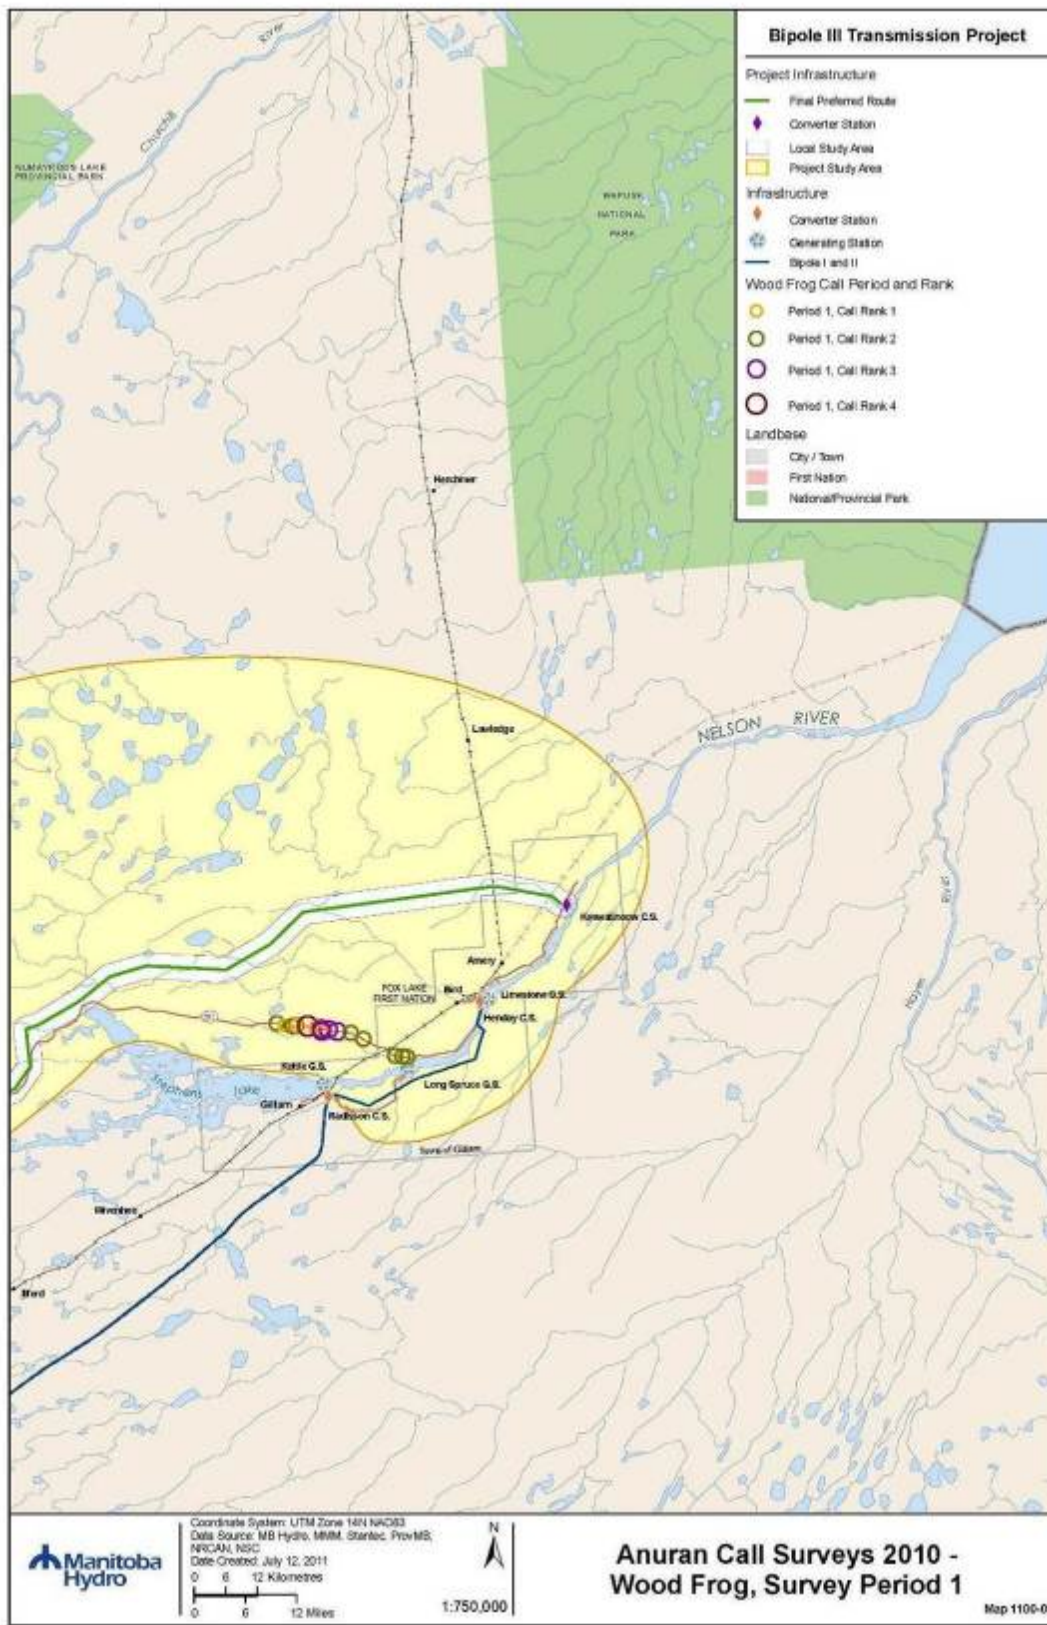 Bipole III Transmission Project
Project Infrastructure
Final Preferred Route
Converter Station
Local Study Area
Project Study Area
Infrastructure
Converter Station
Generating Station
Bipole I and II
Wood Frog Call Period and Rank
Period 1, Call Rank 1
Period 1, Call Rank 2
Period 1, Call Rank 3
Period 1, Call Rank 4
Landbase
City / Town
First Nation
National/Provincial Park
Churchill
River
PROVINCIAL PARK
WAPUSK
NATIONAL
PARK
Herchmer
Lawledge
NELSON RIVER
Hayes
River
Amery
Bird
FOX LAKE
FIRST NATION
Limestone G.S.
Henday C.S.
Kettle G.S.
Long Spruce G.S.
Stephens Lake
Gillam
Radisson C.S.
Town of Gillam
Ilford
Manitoba
Hydro
Coordinate System: UTM Zone 14N NAD83
Data Source: MB Hydro, MMM, Stantec, ProvMB,
NRCAN, NSC
Date Created: July 12, 2011
0 6 12 Kilometres
0 6 12 Miles
N
1:750,000
Anuran Call Surveys 2010 -
Wood Frog, Survey Period 1
Map 1100-0